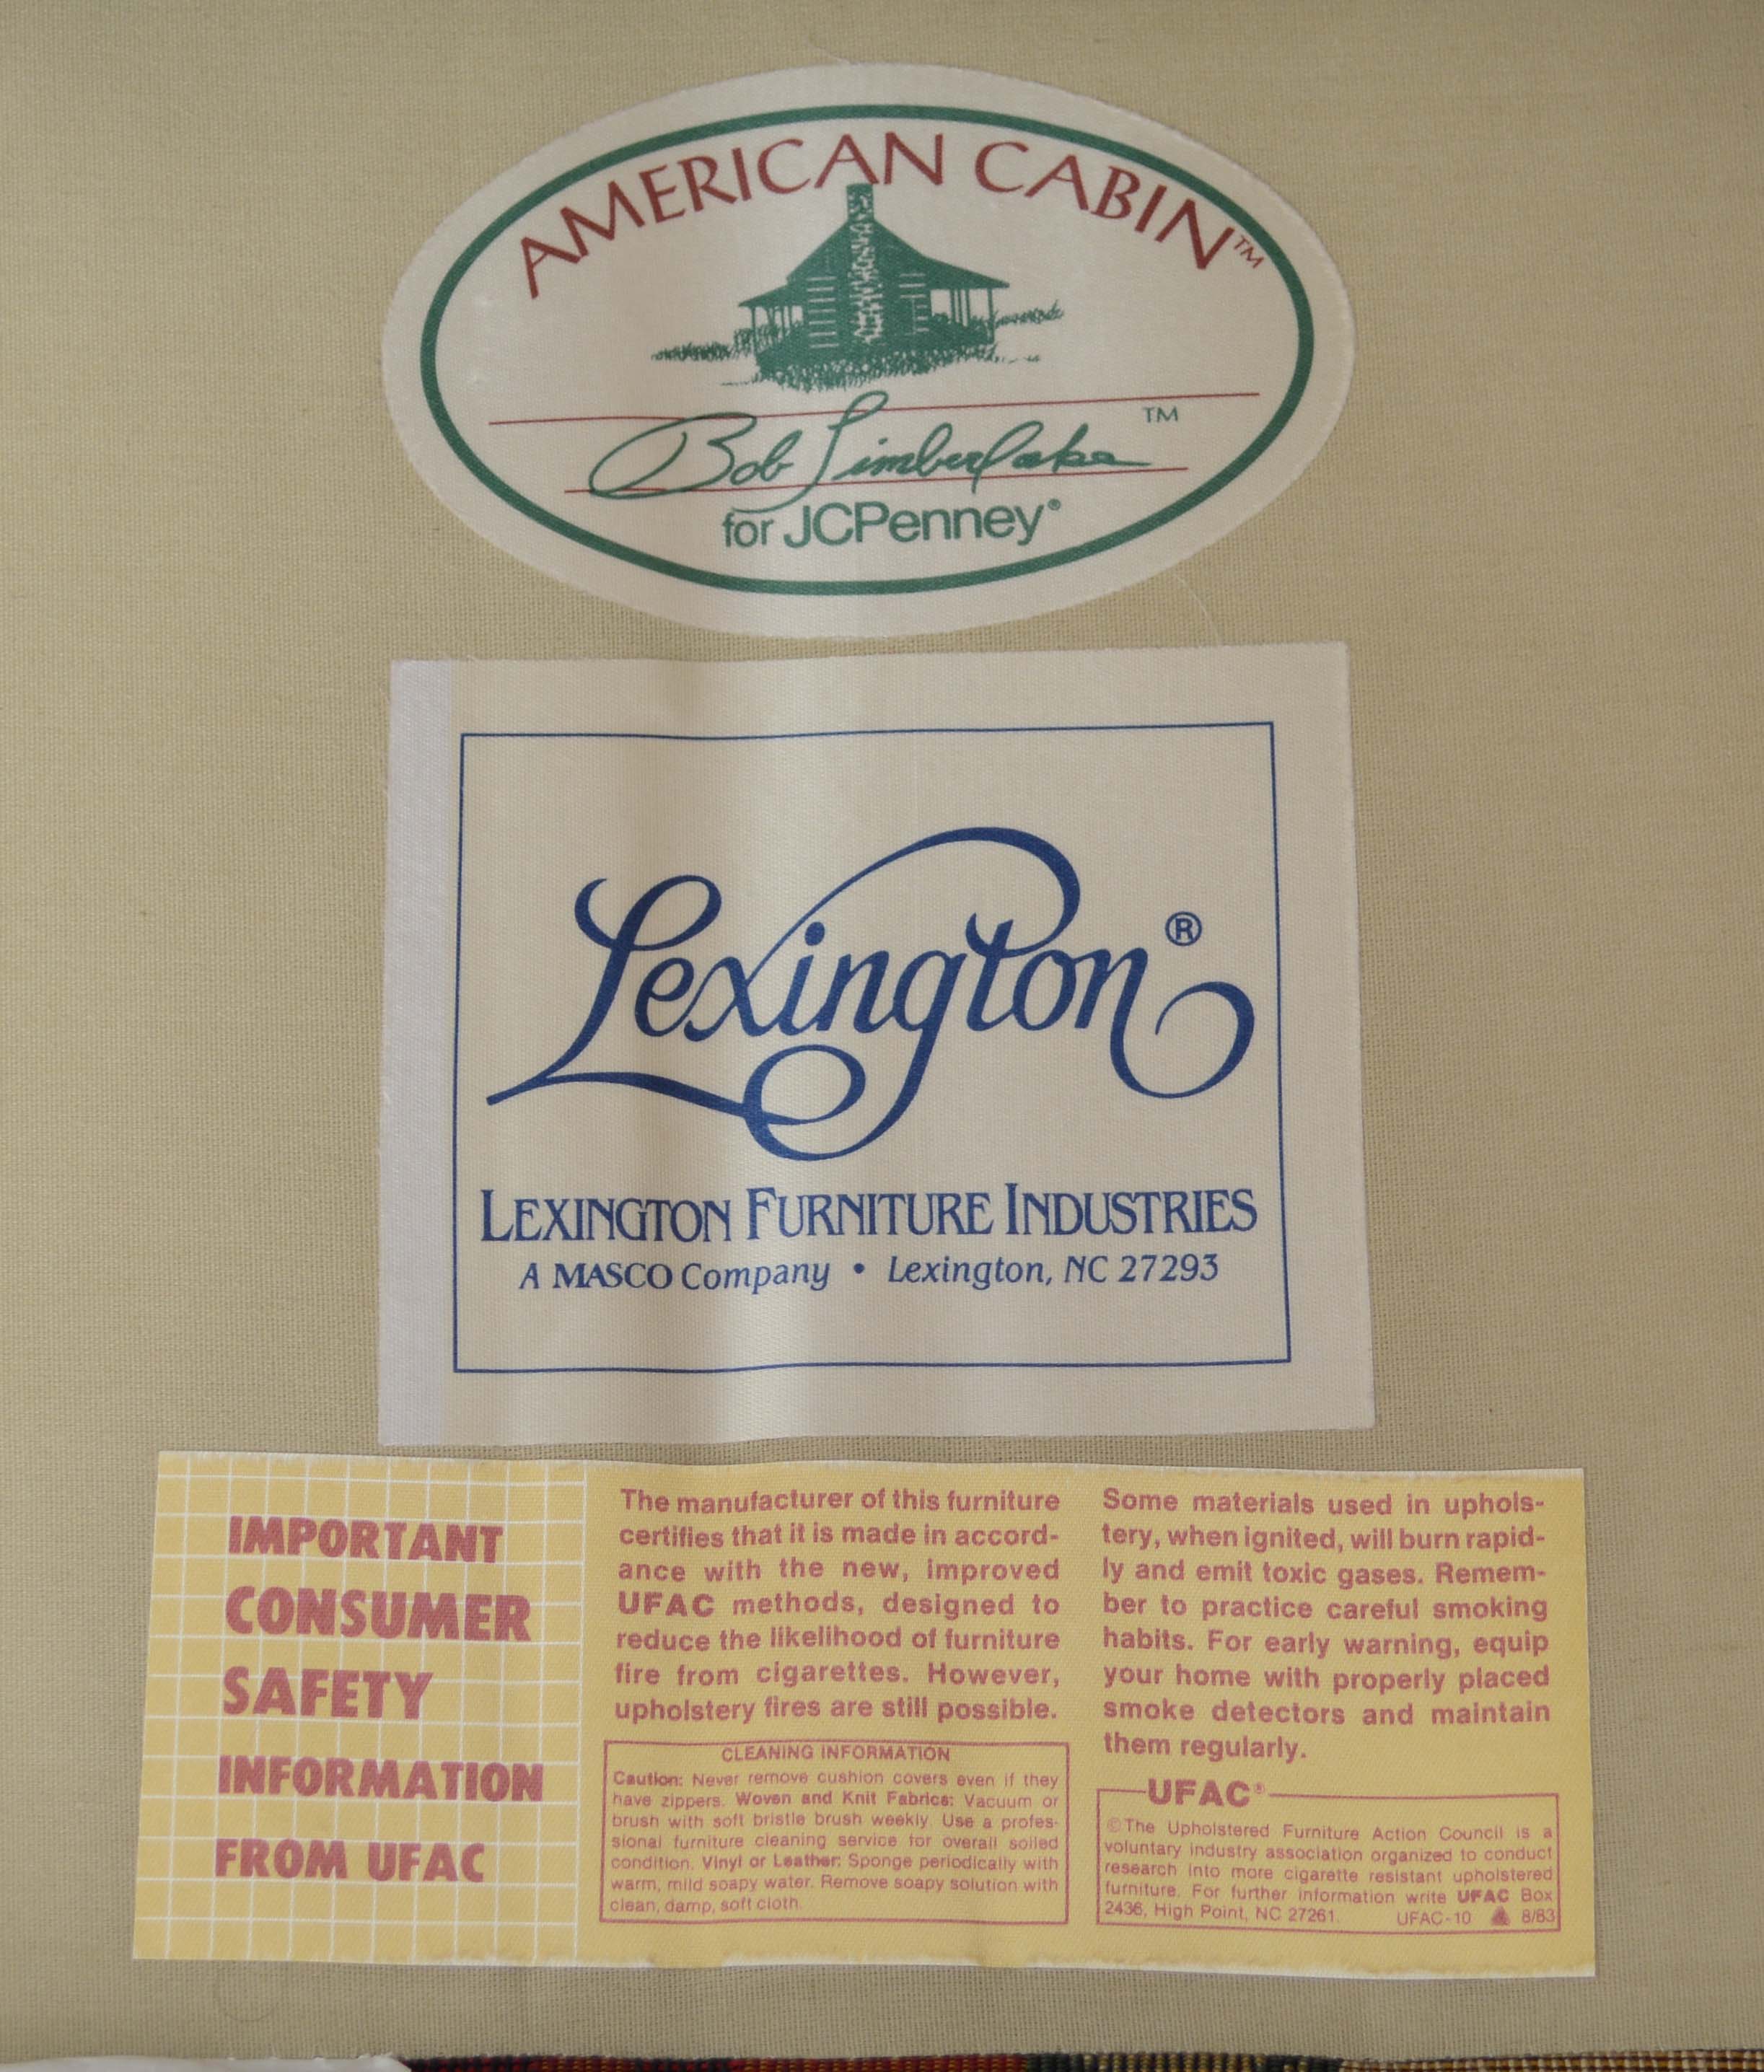 AMERICAN CABIN™
Bob Timberlake™
for JCPenney®
Lexington®
LEXINGTON FURNITURE INDUSTRIES
A MASCO Company • Lexington, NC 27293
IMPORTANT
CONSUMER
SAFETY
INFORMATION
FROM UFAC
The manufacturer of this furniture
certifies that it is made in accord-
ance with the new, improved
UFAC methods, designed to
reduce the likelihood of furniture
fire from cigarettes. However,
upholstery fires are still possible.
CLEANING INFORMATION
Caution: Never remove cushion covers even if they
have zippers. Woven and Knit Fabrics: Vacuum or
brush with soft bristle brush weekly. Use a profes-
sional furniture cleaning service for overall soiled
condition. Vinyl or Leather: Sponge periodically with
warm, mild soapy water. Remove soapy solution with
clean, damp, soft cloth.
Some materials used in uphols-
tery, when ignited, will burn rapid-
ly and emit toxic gases. Remem-
ber to practice careful smoking
habits. For early warning, equip
your home with properly placed
smoke detectors and maintain
them regularly.
UFAC®
©The Upholstered Furniture Action Council is a
voluntary industry association organized to conduct
research into more cigarette resistant upholstered
furniture. For further information write UFAC Box
2436, High Point, NC 27261. UFAC-10 8/83